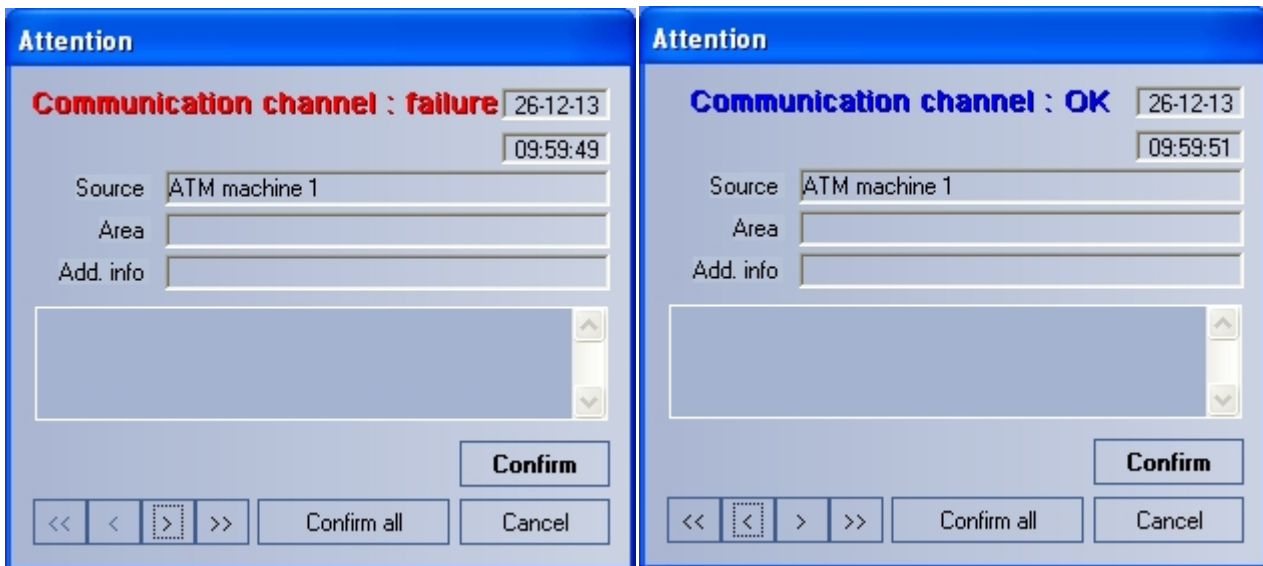 Attention
Communication channel : failure 26-12-13
09:59:49
Source ATM machine 1
Area
Add. info
Confirm
<< < > >> Confirm all Cancel
Attention
Communication channel : OK 26-12-13
09:59:51
Source ATM machine 1
Area
Add. info
Confirm
<< < > >> Confirm all Cancel